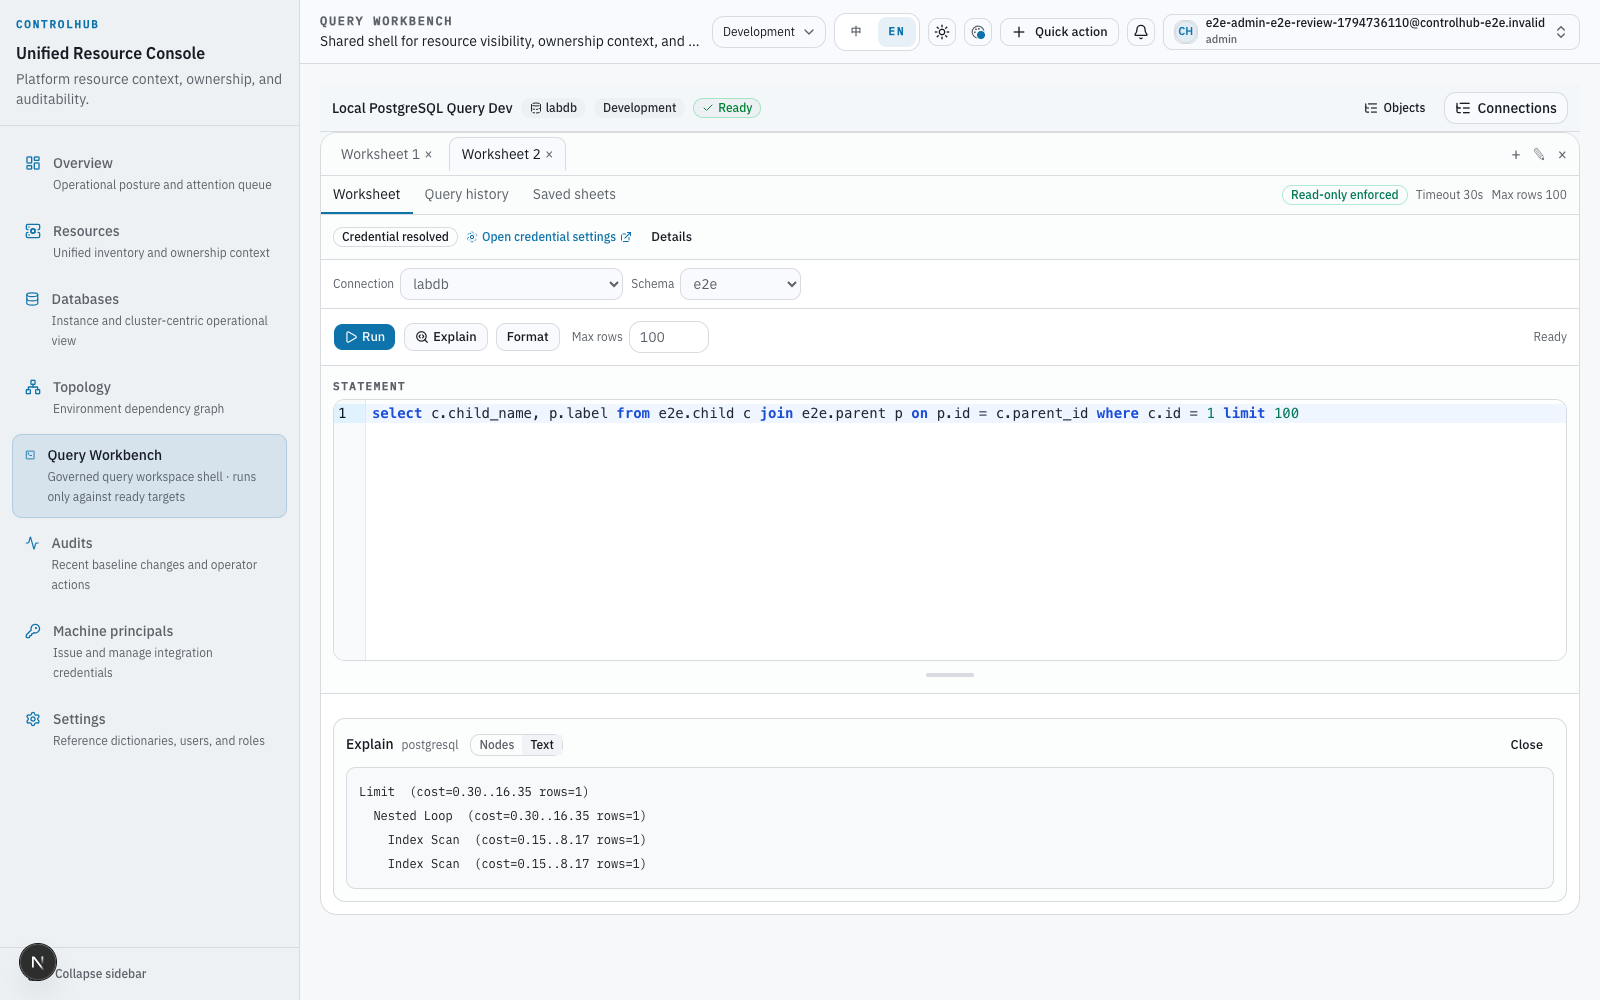 CONTROLHUB
Unified Resource Console
Platform resource context, ownership, and
auditability.
Overview
Operational posture and attention queue
Resources
Unified inventory and ownership context
Databases
Instance and cluster-centric operational
view
Topology
Environment dependency graph
Query Workbench
Governed query workspace shell · runs
only against ready targets
Audits
Recent baseline changes and operator
actions
Machine principals
Issue and manage integration
credentials
Settings
Reference dictionaries, users, and roles
N
Collapse sidebar
QUERY WORKBENCH
Shared shell for resource visibility, ownership context, and ...
Development
中 EN
Quick action
CH
e2e-admin-e2e-review-1794736110@controlhub-e2e.invalid
admin
Local PostgreSQL Query Dev labdb Development Ready
Objects Connections
Worksheet 1 × Worksheet 2 ×
+ ×
Worksheet Query history Saved sheets
Read-only enforced Timeout 30s Max rows 100
Credential resolved Open credential settings Details
Connection labdb Schema e2e
Run Explain Format Max rows 100 Ready
STATEMENT
1 select c.child_name, p.label from e2e.child c join e2e.parent p on p.id = c.parent_id where c.id = 1 limit 100
Explain postgresql Nodes Text Close
Limit  (cost=0.30..16.35 rows=1)
  Nested Loop  (cost=0.30..16.35 rows=1)
    Index Scan  (cost=0.15..8.17 rows=1)
    Index Scan  (cost=0.15..8.17 rows=1)